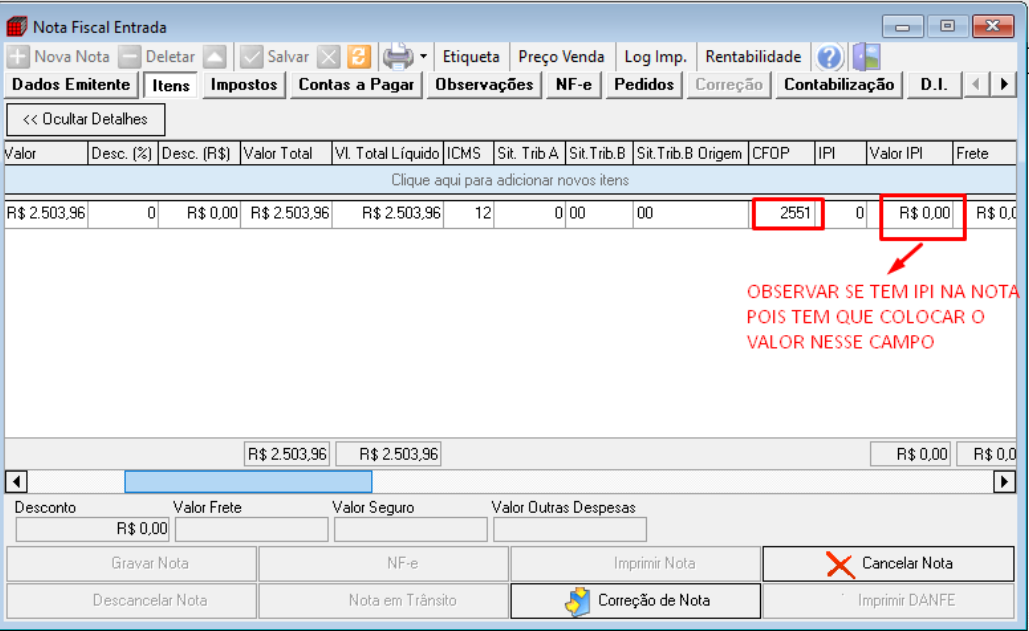 Nota Fiscal Entrada
Nova Nota Deletar Salvar Etiqueta Preço Venda Log Imp. Rentabilidade
Dados Emitente Itens Impostos Contas a Pagar Observações NF-e Pedidos Correção Contabilização D.I.
<< Ocultar Detalhes
Valor Desc. (%) Desc. (R$) Valor Total Vl. Total Líquido ICMS Sit. Trib A Sit.Trib.B Sit.Trib.B Origem CFOP IPI Valor IPI Frete
Clique aqui para adicionar novos itens
R$ 2.503,96 0 R$ 0,00 R$ 2.503,96 R$ 2.503,96 12 0 00 00 2551 0 R$ 0,00 R$ 0,0
OBSERVAR SE TEM IPI NA NOTA
POIS TEM QUE COLOCAR O
VALOR NESSE CAMPO
R$ 2.503,96 R$ 2.503,96 R$ 0,00 R$ 0,0
Desconto Valor Frete Valor Seguro Valor Outras Despesas
R$ 0,00
Gravar Nota NF-e Imprimir Nota Cancelar Nota
Descancelar Nota Nota em Trânsito Correção de Nota Imprimir DANFE